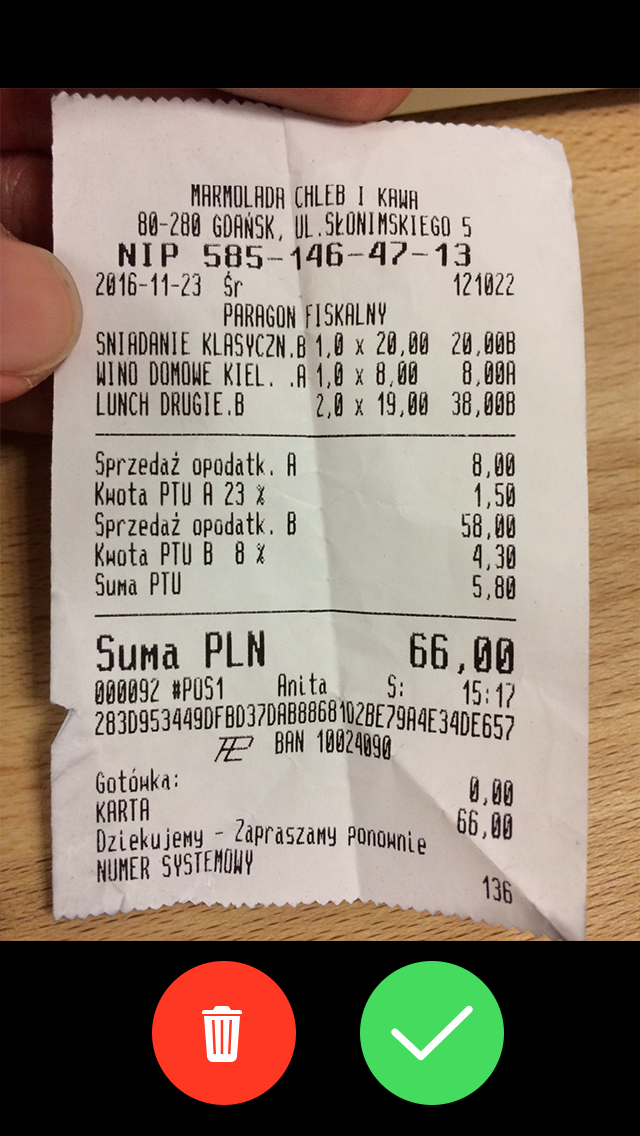 MARMOLADA CHLEB I KAWA
80-280 GDAŃSK, UL.SŁONIMSKIEGO 5
NIP 585-146-47-13
2016-11-23 Śr 121022
PARAGON FISKALNY
SNIADANIE KLASYCZN.B 1,0 x 20,00 20,00B
WINO DOMOWE KIEL. .A 1,0 x 8,00 8,00A
LUNCH DRUGIE.B 2,0 x 19,00 38,00B
Sprzedaż opodatk. A 8,00
Kwota PTU A 23 % 1,50
Sprzedaż opodatk. B 58,00
Kwota PTU B 8 % 4,30
Suma PTU 5,80
Suma PLN 66,00
000092 #POS1 Anita S: 15:17
283D953449DFBD37DAB8868102BE79A4E34DE657
BAN 10024090
Gotówka: 0,00
KARTA 66,00
Dziekujemy - Zapraszamy ponownie
NUMER SYSTEMOWY
136